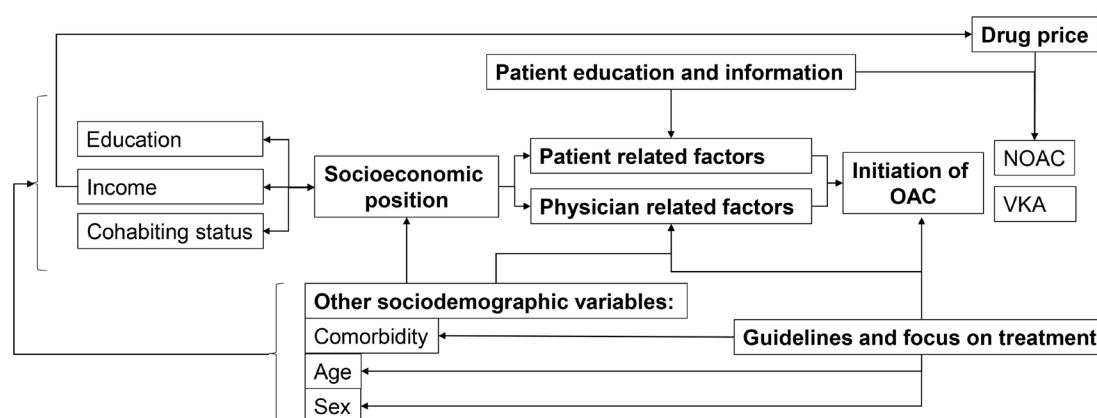 Drug price
Patient education and information
Education
Patient related factors
NOAC
Socioeconomic
position
Initiation of
OAC
Income
Physician related factors
VKA
Cohabiting status
Other sociodemographic variables:
Comorbidity
Guidelines and focus on treatment
Age
Sex